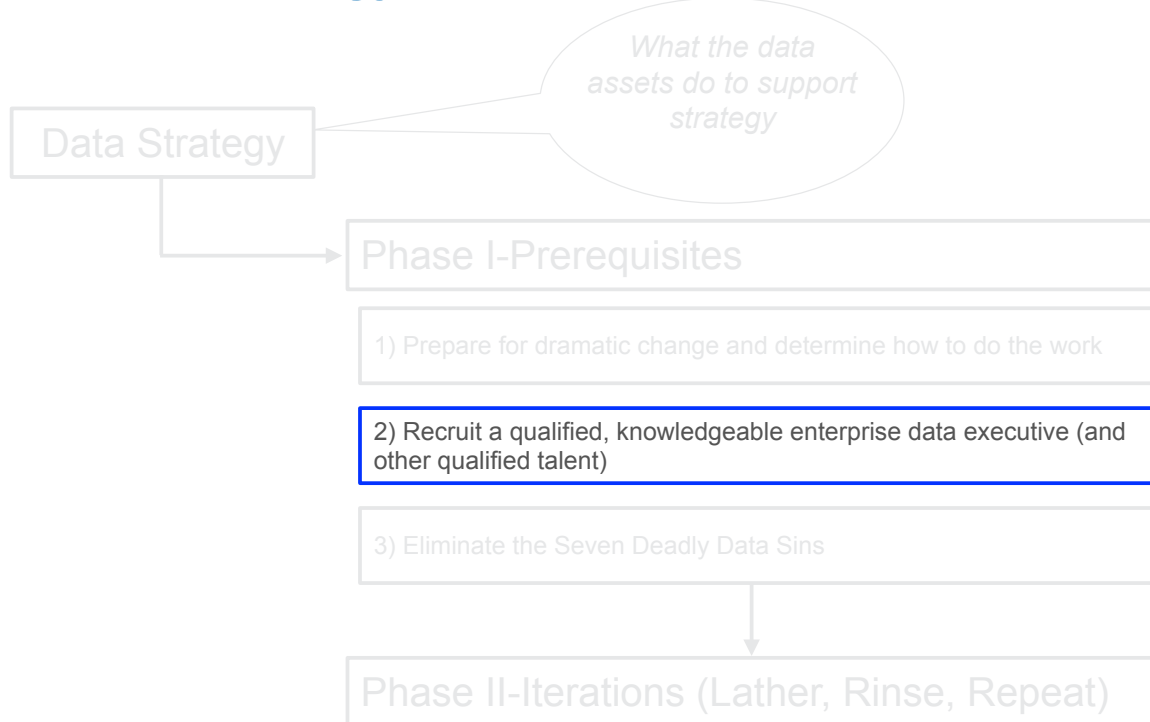 What the data
assets do to support
strategy
Data Strategy
Phase I-Prerequisites
1) Prepare for dramatic change and determine how to do the work
2) Recruit a qualified, knowledgeable enterprise data executive (and
other qualified talent)
3) Eliminate the Seven Deadly Data Sins
Phase II-Iterations (Lather, Rinse, Repeat)